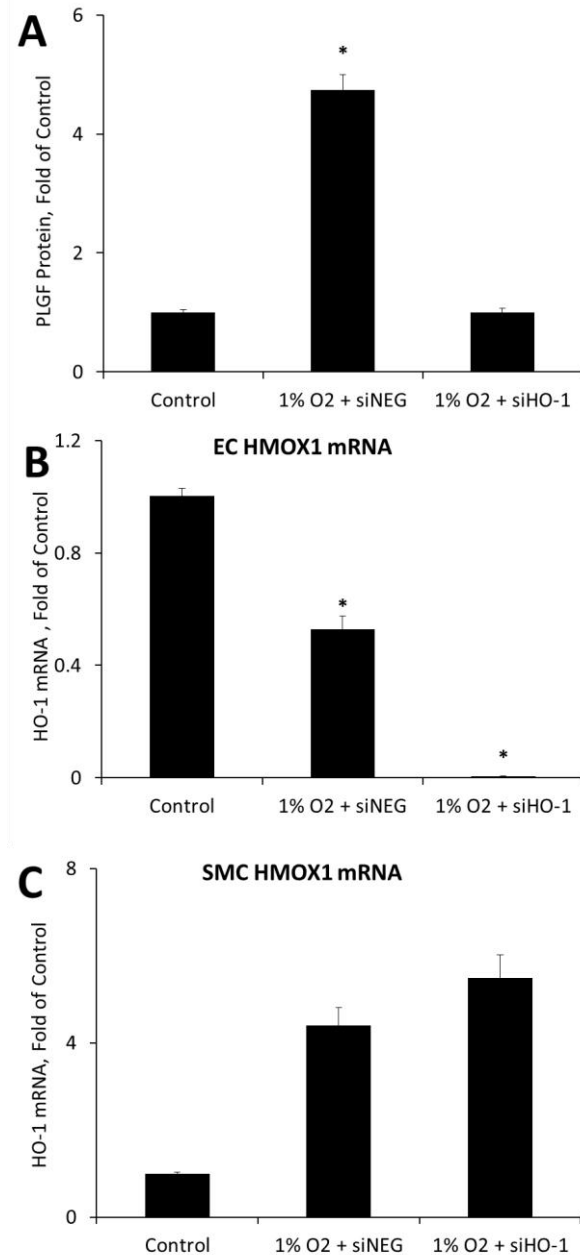 A
PLGF Protein, Fold of Control
6
4
2
0
*
Control 1% O2 + siNEG 1% O2 + siHO-1
B
EC HMOX1 mRNA
HO-1 mRNA , Fold of Control
1.2
0.8
0.4
0
*
*
Control 1% O2 + siNEG 1% O2 + siHO-1
C
SMC HMOX1 mRNA
HO-1 mRNA, Fold of Control
8
4
0
Control 1% O2 + siNEG 1% O2 + siHO-1